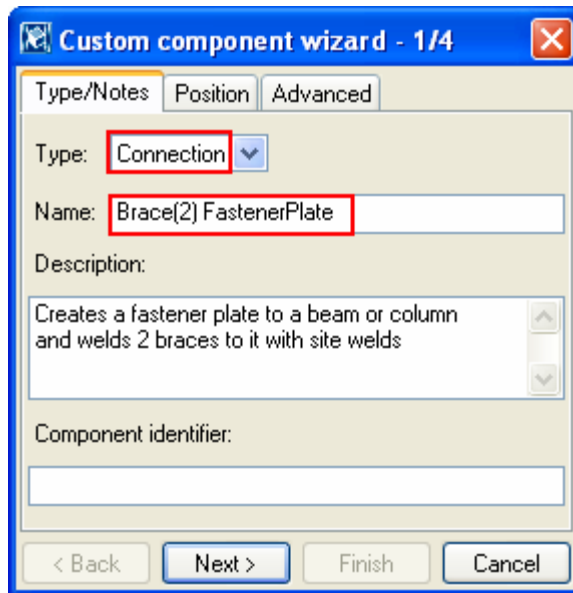 Custom component wizard - 1/4
Type/Notes Position Advanced
Type: Connection
Name: Brace(2) FastenerPlate
Description:
Creates a fastener plate to a beam or column
and welds 2 braces to it with site welds
Component identifier:
< Back Next > Finish Cancel